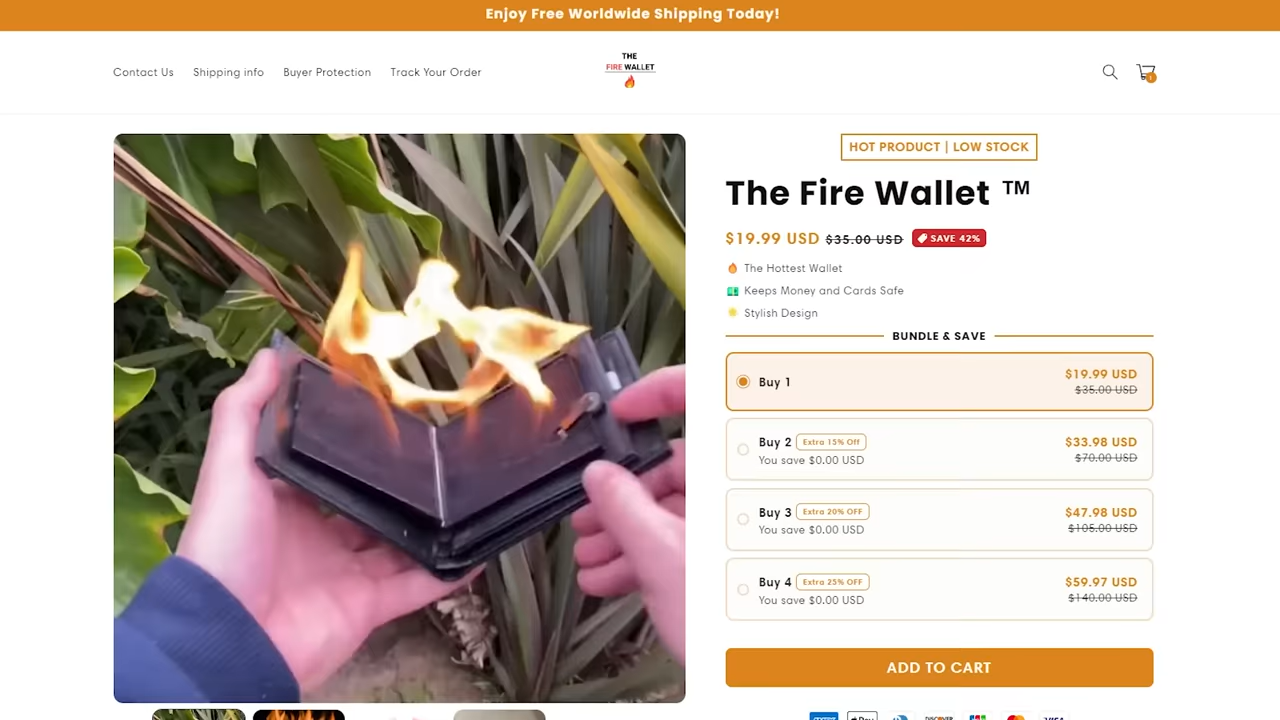 Enjoy Free Worldwide Shipping Today!
Contact Us
Shipping info
Buyer Protection
Track Your Order
THE
FIRE WALLET
HOT PRODUCT | LOW STOCK
The Fire Wallet ™
$19.99 USD $35.00 USD SAVE 42%
The Hottest Wallet
Keeps Money and Cards Safe
Stylish Design
BUNDLE & SAVE
Buy 1
$19.99 USD
$35.00 USD
Buy 2 Extra 15% Off
You save $0.00 USD
$33.98 USD
$70.00 USD
Buy 3 Extra 20% OFF
You save $0.00 USD
$47.98 USD
$105.00 USD
Buy 4 Extra 25% OFF
You save $0.00 USD
$59.97 USD
$140.00 USD
ADD TO CART